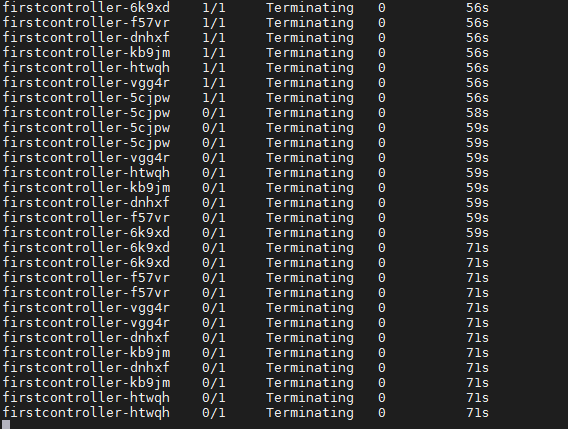 firstcontroller-6k9xd    1/1     Terminating   0          56s
firstcontroller-f57vr    1/1     Terminating   0          56s
firstcontroller-dnhxf    1/1     Terminating   0          56s
firstcontroller-kb9jm    1/1     Terminating   0          56s
firstcontroller-htwqh    1/1     Terminating   0          56s
firstcontroller-vgg4r    1/1     Terminating   0          56s
firstcontroller-5cjpw    1/1     Terminating   0          56s
firstcontroller-5cjpw    0/1     Terminating   0          58s
firstcontroller-5cjpw    0/1     Terminating   0          59s
firstcontroller-5cjpw    0/1     Terminating   0          59s
firstcontroller-vgg4r    0/1     Terminating   0          59s
firstcontroller-htwqh    0/1     Terminating   0          59s
firstcontroller-kb9jm    0/1     Terminating   0          59s
firstcontroller-dnhxf    0/1     Terminating   0          59s
firstcontroller-f57vr    0/1     Terminating   0          59s
firstcontroller-6k9xd    0/1     Terminating   0          59s
firstcontroller-6k9xd    0/1     Terminating   0          71s
firstcontroller-6k9xd    0/1     Terminating   0          71s
firstcontroller-f57vr    0/1     Terminating   0          71s
firstcontroller-f57vr    0/1     Terminating   0          71s
firstcontroller-vgg4r    0/1     Terminating   0          71s
firstcontroller-vgg4r    0/1     Terminating   0          71s
firstcontroller-dnhxf    0/1     Terminating   0          71s
firstcontroller-kb9jm    0/1     Terminating   0          71s
firstcontroller-dnhxf    0/1     Terminating   0          71s
firstcontroller-kb9jm    0/1     Terminating   0          71s
firstcontroller-htwqh    0/1     Terminating   0          71s
firstcontroller-htwqh    0/1     Terminating   0          71s